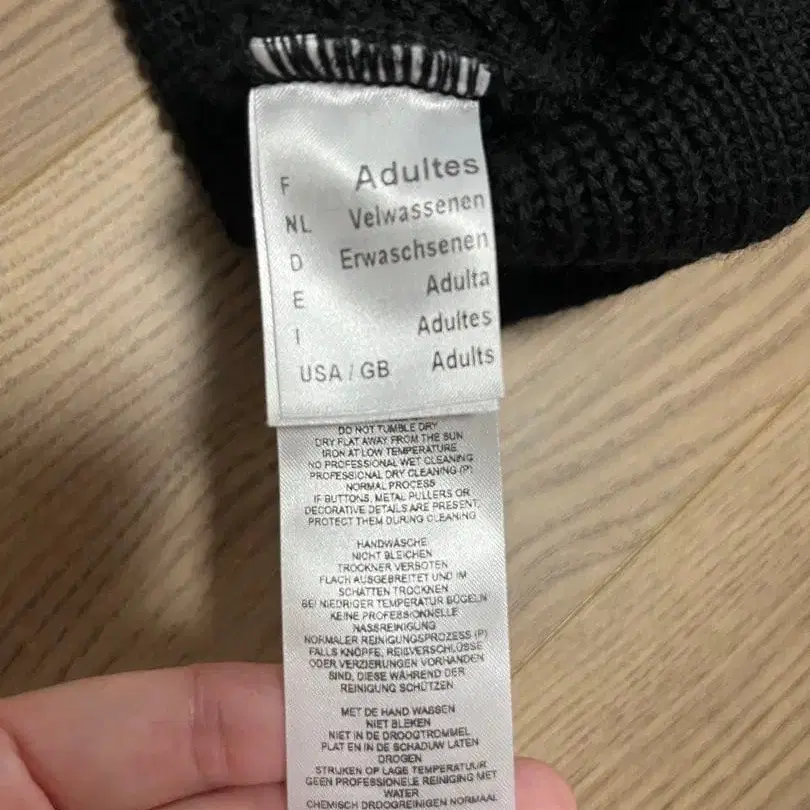 F Adultes
NL Velwassenen
D Erwachsenen
E Adulta
I Adultes
USA / GB Adults
DO NOT TUMBLE DRY
DRY FLAT AWAY FROM THE SUN
IRON AT LOW TEMPERATURE
NO PROFESSIONAL WET CLEANING
PROFESSIONAL DRY CLEANING (P)
NORMAL PROCESS
IF BUTTONS, METAL PULLERS OR
DECORATIVE DETAILS ARE PRESENT,
PROTECT THEM DURING CLEANING
HANDWÄSCHE
NICHT BLEICHEN
TROCKNER VERBOTEN
FLACH AUSGEBREITET UND IM
SCHATTEN TROCKNEN
BEI NIEDRIGER TEMPERATUR BÜGELN
KEINE PROFESSIONELLE
NASSREINIGUNG
NORMALER REINIGUNGSPROZESS (P)
FALLS KNÖPFE, REIßVERSCHLÜSSE
ODER VERZIERUNGEN VORHANDEN
SIND, DIESE WÄHREND DER
REINIGUNG SCHÜTZEN
MET DE HAND WASSEN
NIET BLEKEN
NIET IN DE DROOGTROMMEL
PLAT EN IN DE SCHADUW LATEN
DROGEN
STRIJKEN OP LAGE TEMPERATUUR
GEEN PROFESSIONELE REINIGING MET
WATER
CHEMISCH DROOGREINIGEN NORMAAL